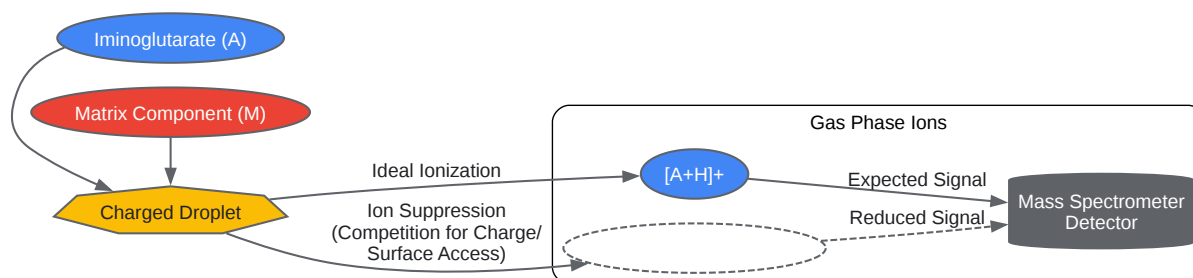 Iminoglutarate (A)
Matrix Component (M)
Charged Droplet
Ideal Ionization
Ion Suppression
(Competition for Charge/
Surface Access)
Gas Phase Ions
[A+H]+
Expected Signal
Reduced Signal
Mass Spectrometer
Detector